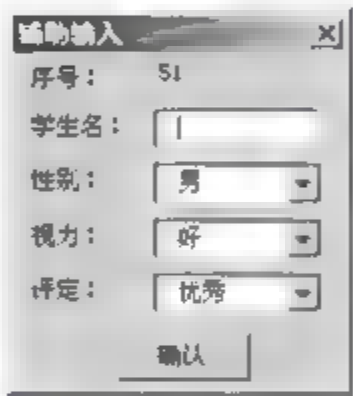 辅助输入
序号： 51
学生名：
性别： 男
视力： 好
评定： 优秀
确认